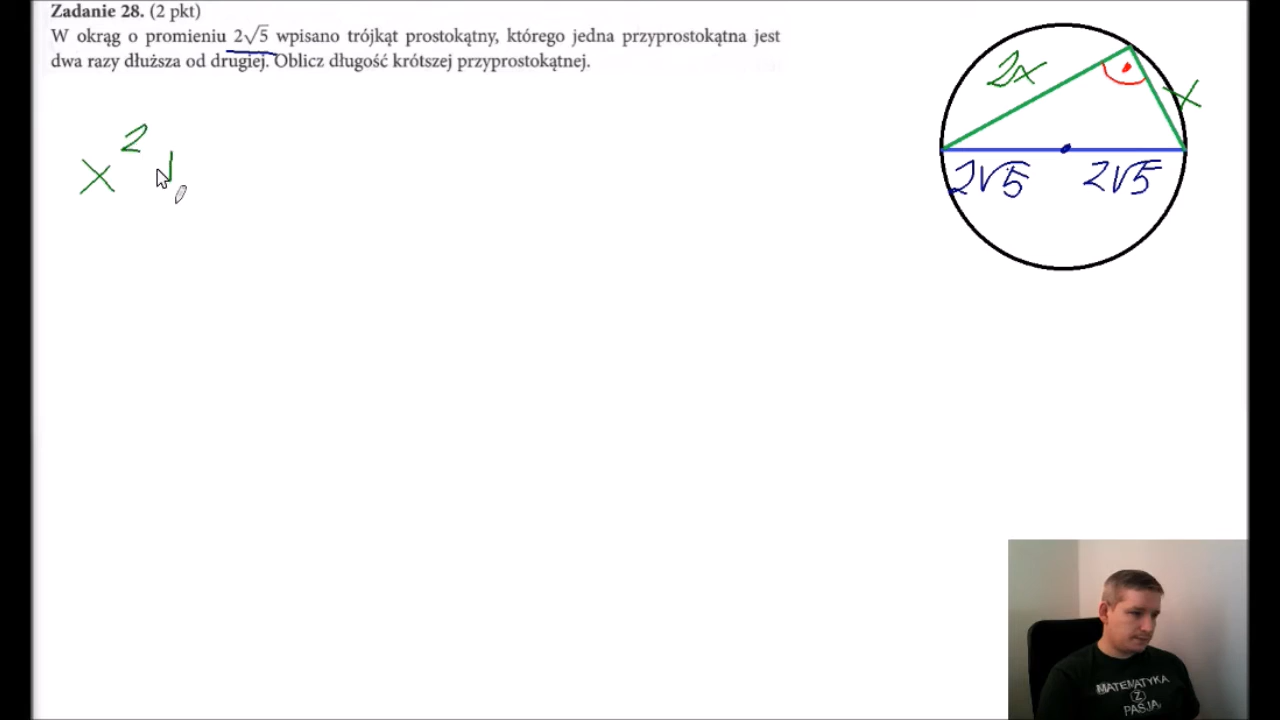 Zadanie 28. (2 pkt)
W okrąg o promieniu 2√5 wpisano trójkąt prostokątny, którego jedna przyprostokątna jest
dwa razy dłuższa od drugiej. Oblicz długość krótszej przyprostokątnej.
2x
x
x²
2√5 2√5
MATEMATYKA
Z
PASJĄ